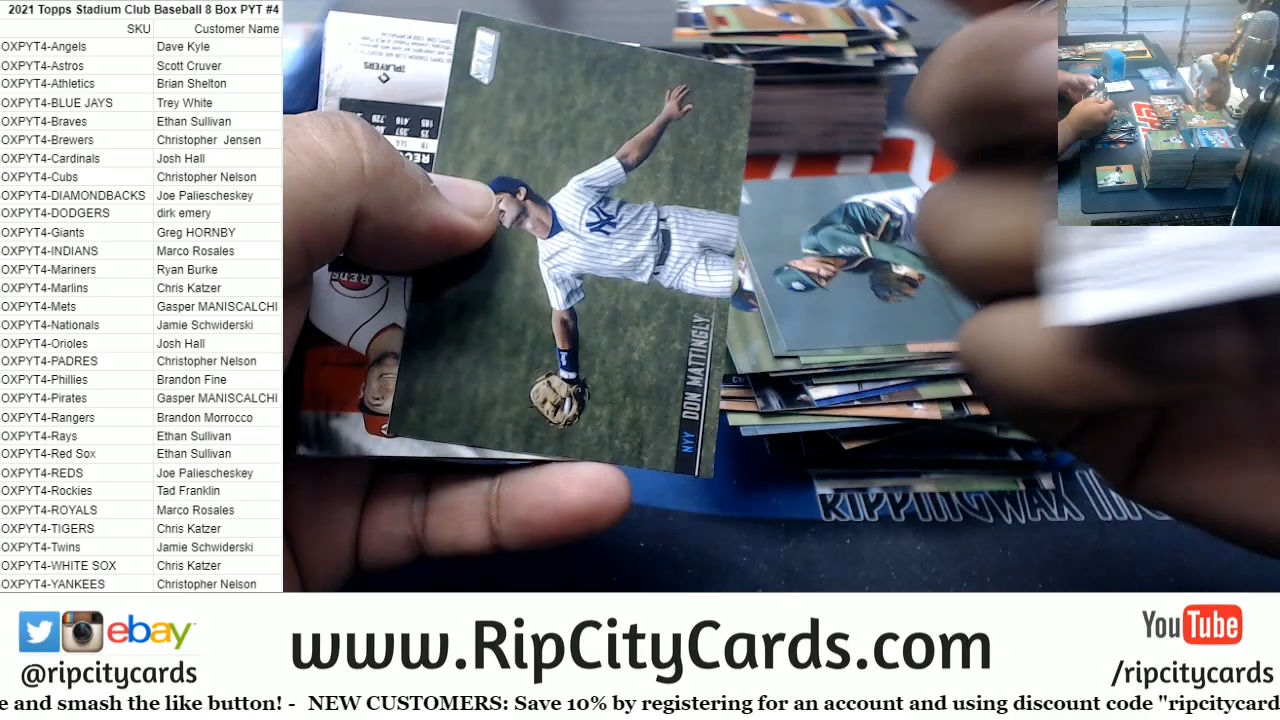 2021 Topps Stadium Club Baseball 8 Box PYT #4
SKU Customer Name
OXPYT4-Angels Dave Kyle
OXPYT4-Astros Scott Cruver
OXPYT4-Athletics Brian Shelton
OXPYT4-BLUE JAYS Trey White
OXPYT4-Braves Ethan Sullivan
OXPYT4-Brewers Christopher Jensen
OXPYT4-Cardinals Josh Hall
OXPYT4-Cubs Christopher Nelson
OXPYT4-DIAMONDBACKS Joe Paliescheskey
OXPYT4-DODGERS dirk emery
OXPYT4-Giants Greg HORNBY
OXPYT4-INDIANS Marco Rosales
OXPYT4-Mariners Ryan Burke
OXPYT4-Marlins Chris Katzer
OXPYT4-Mets Gasper MANISCALCHI
OXPYT4-Nationals Jamie Schwiderski
OXPYT4-Orioles Josh Hall
OXPYT4-PADRES Christopher Nelson
OXPYT4-Phillies Brandon Fine
OXPYT4-Pirates Gasper MANISCALCHI
OXPYT4-Rangers Brandon Morrocco
OXPYT4-Rays Ethan Sullivan
OXPYT4-Red Sox Ethan Sullivan
OXPYT4-REDS Joe Paliescheskey
OXPYT4-Rockies Tad Franklin
OXPYT4-ROYALS Marco Rosales
OXPYT4-TIGERS Chris Katzer
OXPYT4-Twins Jamie Schwiderski
OXPYT4-WHITE SOX Chris Katzer
OXPYT4-YANKEES Christopher Nelson
PLAYERS
REDS
NYY DON MATTINGLY
RIPPINGWAX
ebay
@ripcitycards
www.RipCityCards.com
YouTube
/ripcitycards
e and smash the like button! - NEW CUSTOMERS: Save 10% by registering for an account and using discount code "ripcitycard